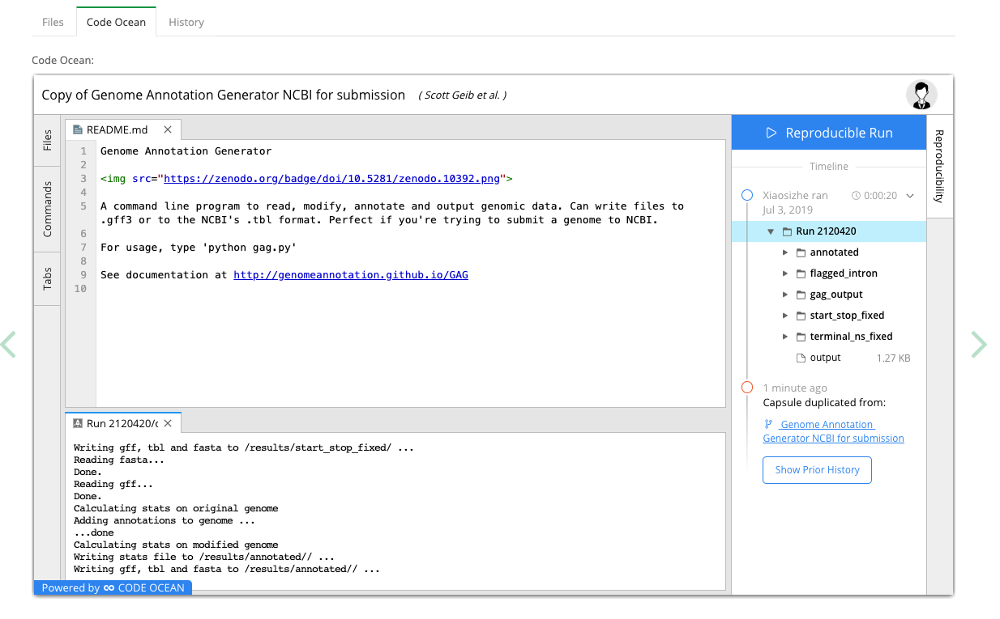 Files Code Ocean History
Code Ocean:
Copy of Genome Annotation Generator NCBI for submission ( Scott Geib et al. )
Files
Commands
Tabs
README.md
1 Genome Annotation Generator
2
3 <img src="https://zenodo.org/badge/doi/10.5281/zenodo.10392.png">
4
5 A command line program to read, modify, annotate and output genomic data. Can write files to
.gff3 or to the NCBI's .tbl format. Perfect if you're trying to submit a genome to NCBI.
6
7 For usage, type 'python gag.py'
8
9 See documentation at http://genomeannotation.github.io/GAG
10
Run 2120420/c
Writing gff, tbl and fasta to /results/start_stop_fixed/ ...
Reading fasta...
Done.
Reading gff...
Done.
Calculating stats on original genome
Adding annotations to genome ...
...done
Calculating stats on modified genome
Writing stats file to /results/annotated// ...
Writing gff, tbl and fasta to /results/annotated// ...
Powered by CODE OCEAN
Reproducible Run
Timeline
Xiaosizhe ran 0:00:20
Jul 3, 2019
Run 2120420
annotated
flagged_intron
gag_output
start_stop_fixed
terminal_ns_fixed
output 1.27 KB
1 minute ago
Capsule duplicated from:
Genome Annotation
Generator NCBI for submission
Show Prior History
Reproducibility